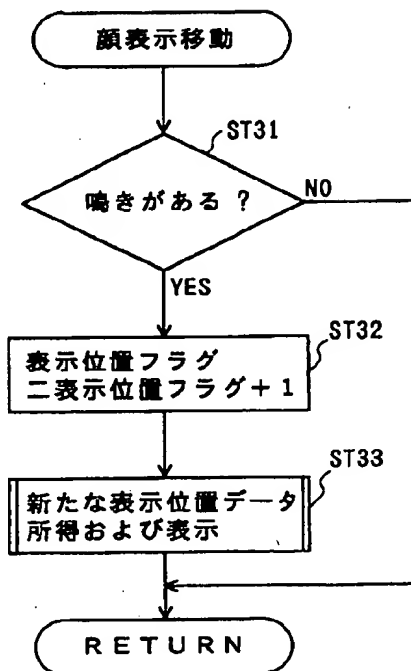 顔表示移動
ST31
鳴きがある?
NO
YES
ST32
表示位置フラグ
二表示位置フラグ+1
ST33
新たな表示位置データ
所得および表示
RETURN